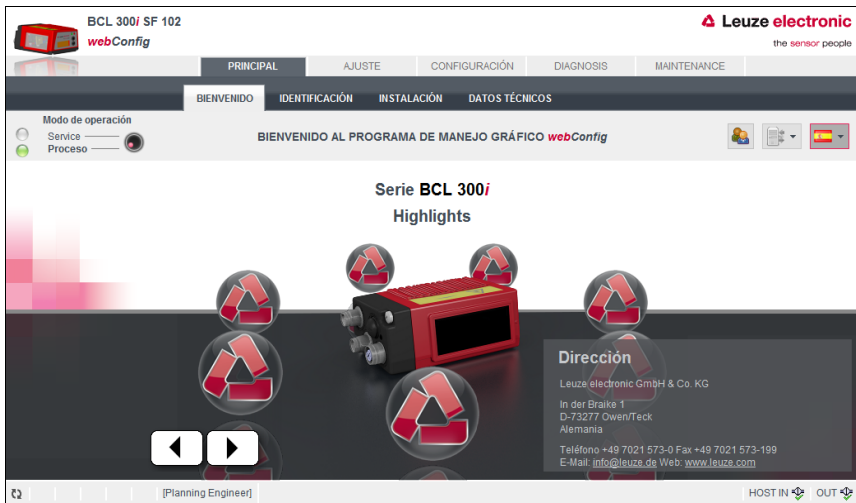 BCL 300i SF 102
webConfig
Leuze electronic
the sensor people
PRINCIPAL AJUSTE CONFIGURACIÓN DIAGNOSIS MAINTENANCE
BIENVENIDO IDENTIFICACIÓN INSTALACIÓN DATOS TÉCNICOS
Modo de operación
Service
Proceso
BIENVENIDO AL PROGRAMA DE MANEJO GRÁFICO webConfig
Serie BCL 300i
Highlights
Dirección
Leuze electronic GmbH & Co. KG
In der Braike 1
D-73277 Owen/Teck
Alemania
Teléfono +49 7021 573-0 Fax +49 7021 573-199
E-Mail: info@leuze.de Web: www.leuze.com
[Planning Engineer] HOST IN OUT